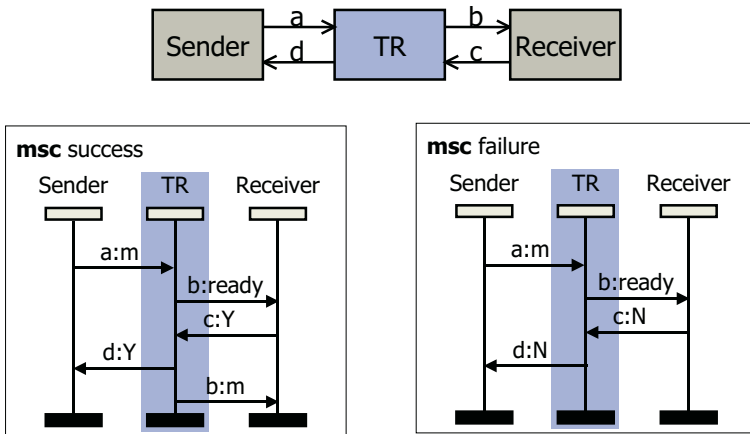 a
b
Sender
TR
Receiver
d
c
msc success
Sender
TR
Receiver
a:m
b:ready
c:Y
d:Y
b:m
msc failure
Sender
TR
Receiver
a:m
b:ready
c:N
d:N